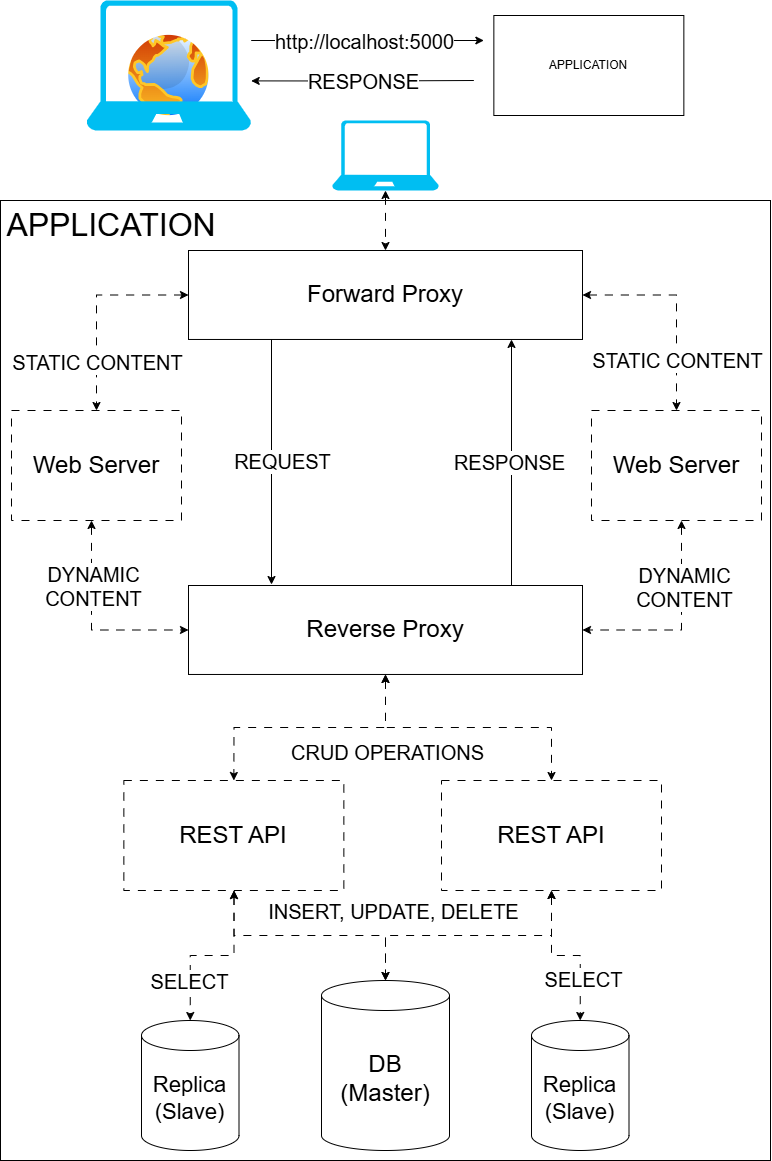 http://localhost:5000
APPLICATION
RESPONSE
APPLICATION
Forward Proxy
STATIC CONTENT
STATIC CONTENT
Web Server
REQUEST
RESPONSE
Web Server
DYNAMIC
CONTENT
DYNAMIC
CONTENT
Reverse Proxy
CRUD OPERATIONS
REST API
REST API
INSERT, UPDATE, DELETE
SELECT
SELECT
DB
(Master)
Replica
(Slave)
Replica
(Slave)